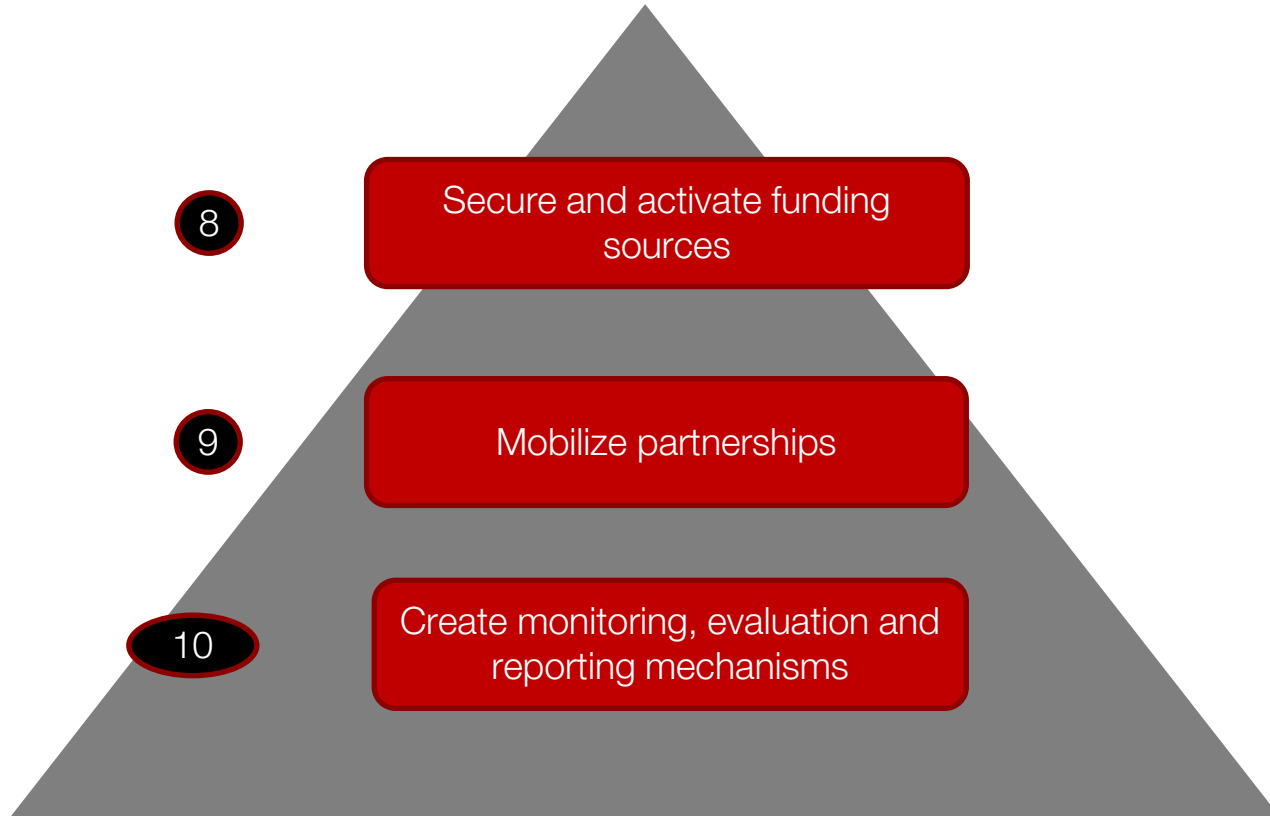 8
Secure and activate funding
sources
9
Mobilize partnerships
10
Create monitoring, evaluation and
reporting mechanisms